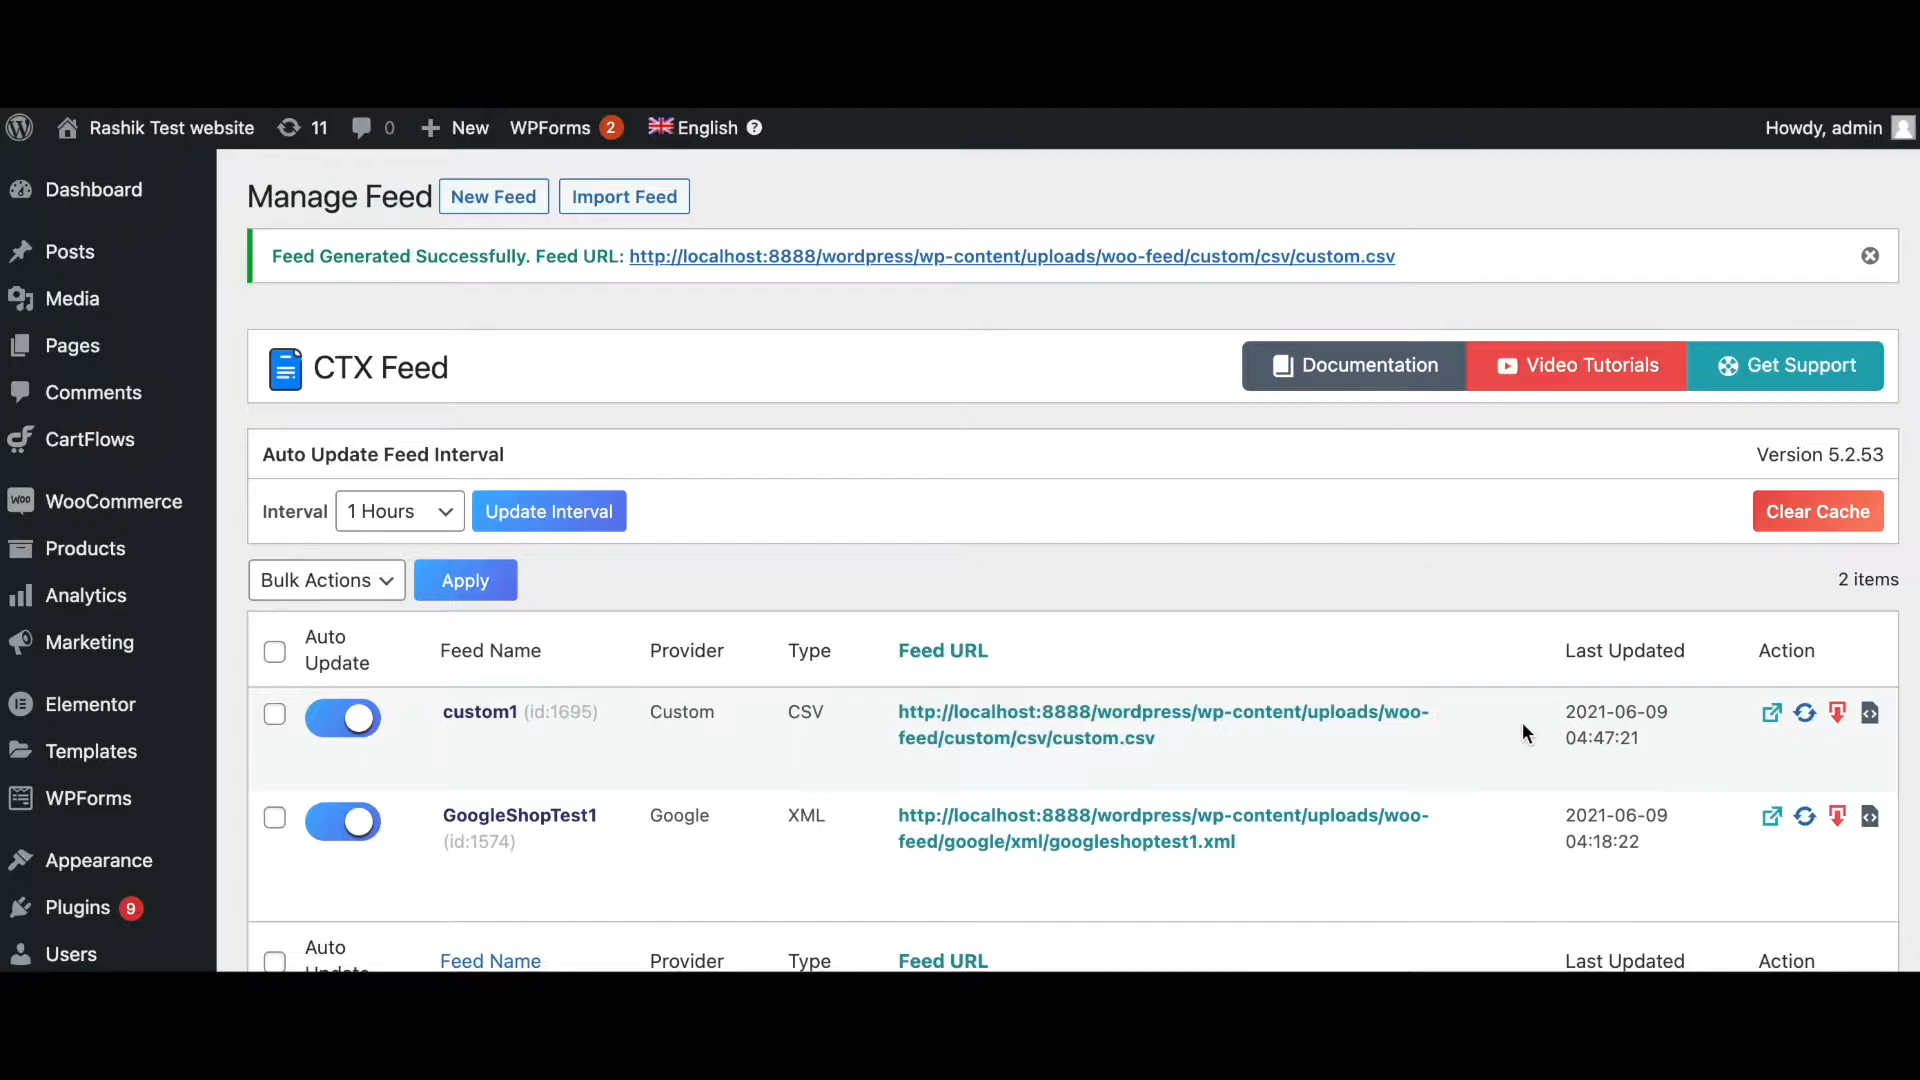 Rashik Test website 11 0 New WPForms 2 English Howdy, admin
Dashboard
Posts
Media
Pages
Comments
CartFlows
WOO WooCommerce
Products
Analytics
Marketing
Elementor
Templates
WPForms
Appearance
Plugins 9
Users
Manage Feed New Feed Import Feed
Feed Generated Successfully. Feed URL: http://localhost:8888/wordpress/wp-content/uploads/woo-feed/custom/csv/custom.csv
CTX Feed Documentation Video Tutorials Get Support
Auto Update Feed Interval Version 5.2.53
Interval 1 Hours Update Interval Clear Cache
Bulk Actions Apply 2 items
Auto
Update Feed Name Provider Type Feed URL Last Updated Action
custom1 (id:1695) Custom CSV http://localhost:8888/wordpress/wp-content/uploads/woo- 2021-06-09
feed/custom/csv/custom.csv 04:47:21
GoogleShopTest1 Google XML http://localhost:8888/wordpress/wp-content/uploads/woo- 2021-06-09
(id:1574) feed/google/xml/googleshoptest1.xml 04:18:22
Auto
Update Feed Name Provider Type Feed URL Last Updated Action